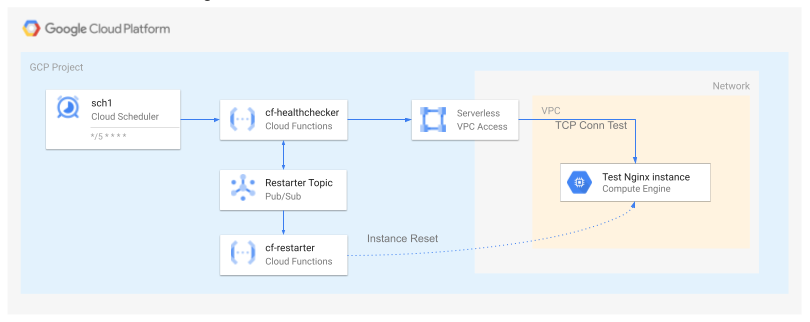 Google Cloud Platform
GCP Project
Network
sch1
Cloud Scheduler
*/5 * * * *
cf-healthchecker
Cloud Functions
Serverless
VPC Access
VPC
TCP Conn Test
Restarter Topic
Pub/Sub
Test Nginx instance
Compute Engine
cf-restarter
Cloud Functions
Instance Reset